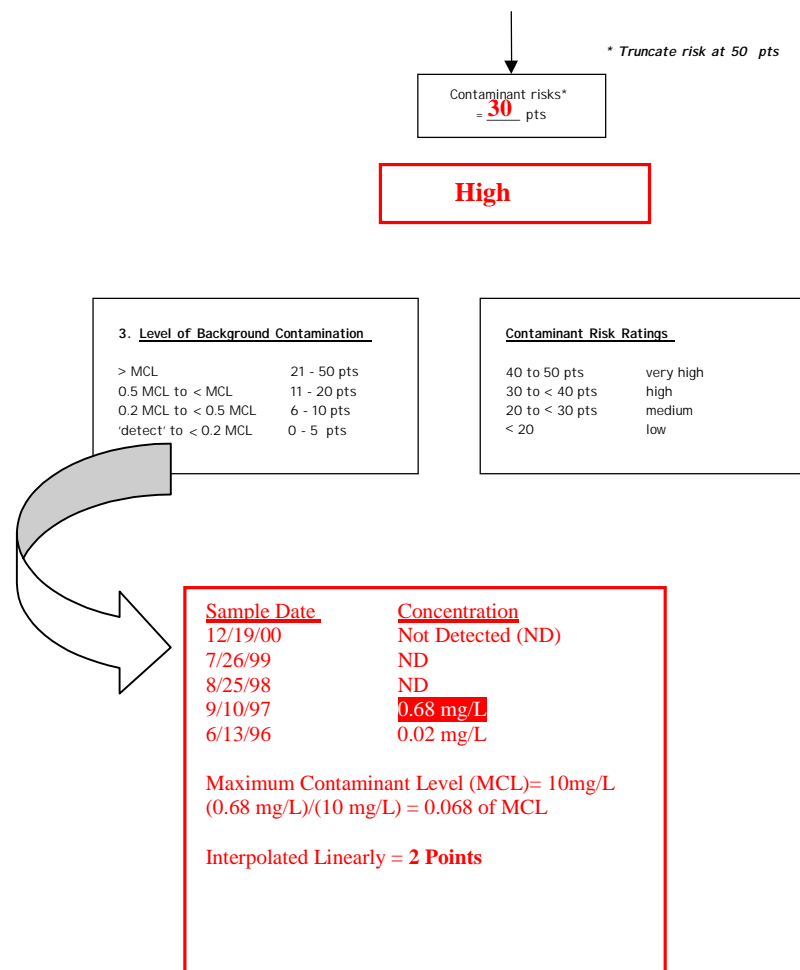 * Truncate risk at 50 pts
Contaminant risks*
= 30 pts
High
3. Level of Background Contamination
> MCL 21 - 50 pts
0.5 MCL to < MCL 11 - 20 pts
0.2 MCL to < 0.5 MCL 6 - 10 pts
'detect' to < 0.2 MCL 0 - 5 pts
Contaminant Risk Ratings
40 to 50 pts very high
30 to < 40 pts high
20 to < 30 pts medium
< 20 low
Sample Date Concentration
12/19/00 Not Detected (ND)
7/26/99 ND
8/25/98 ND
9/10/97 0.68 mg/L
6/13/96 0.02 mg/L
Maximum Contaminant Level (MCL)= 10mg/L
(0.68 mg/L)/(10 mg/L) = 0.068 of MCL
Interpolated Linearly = 2 Points